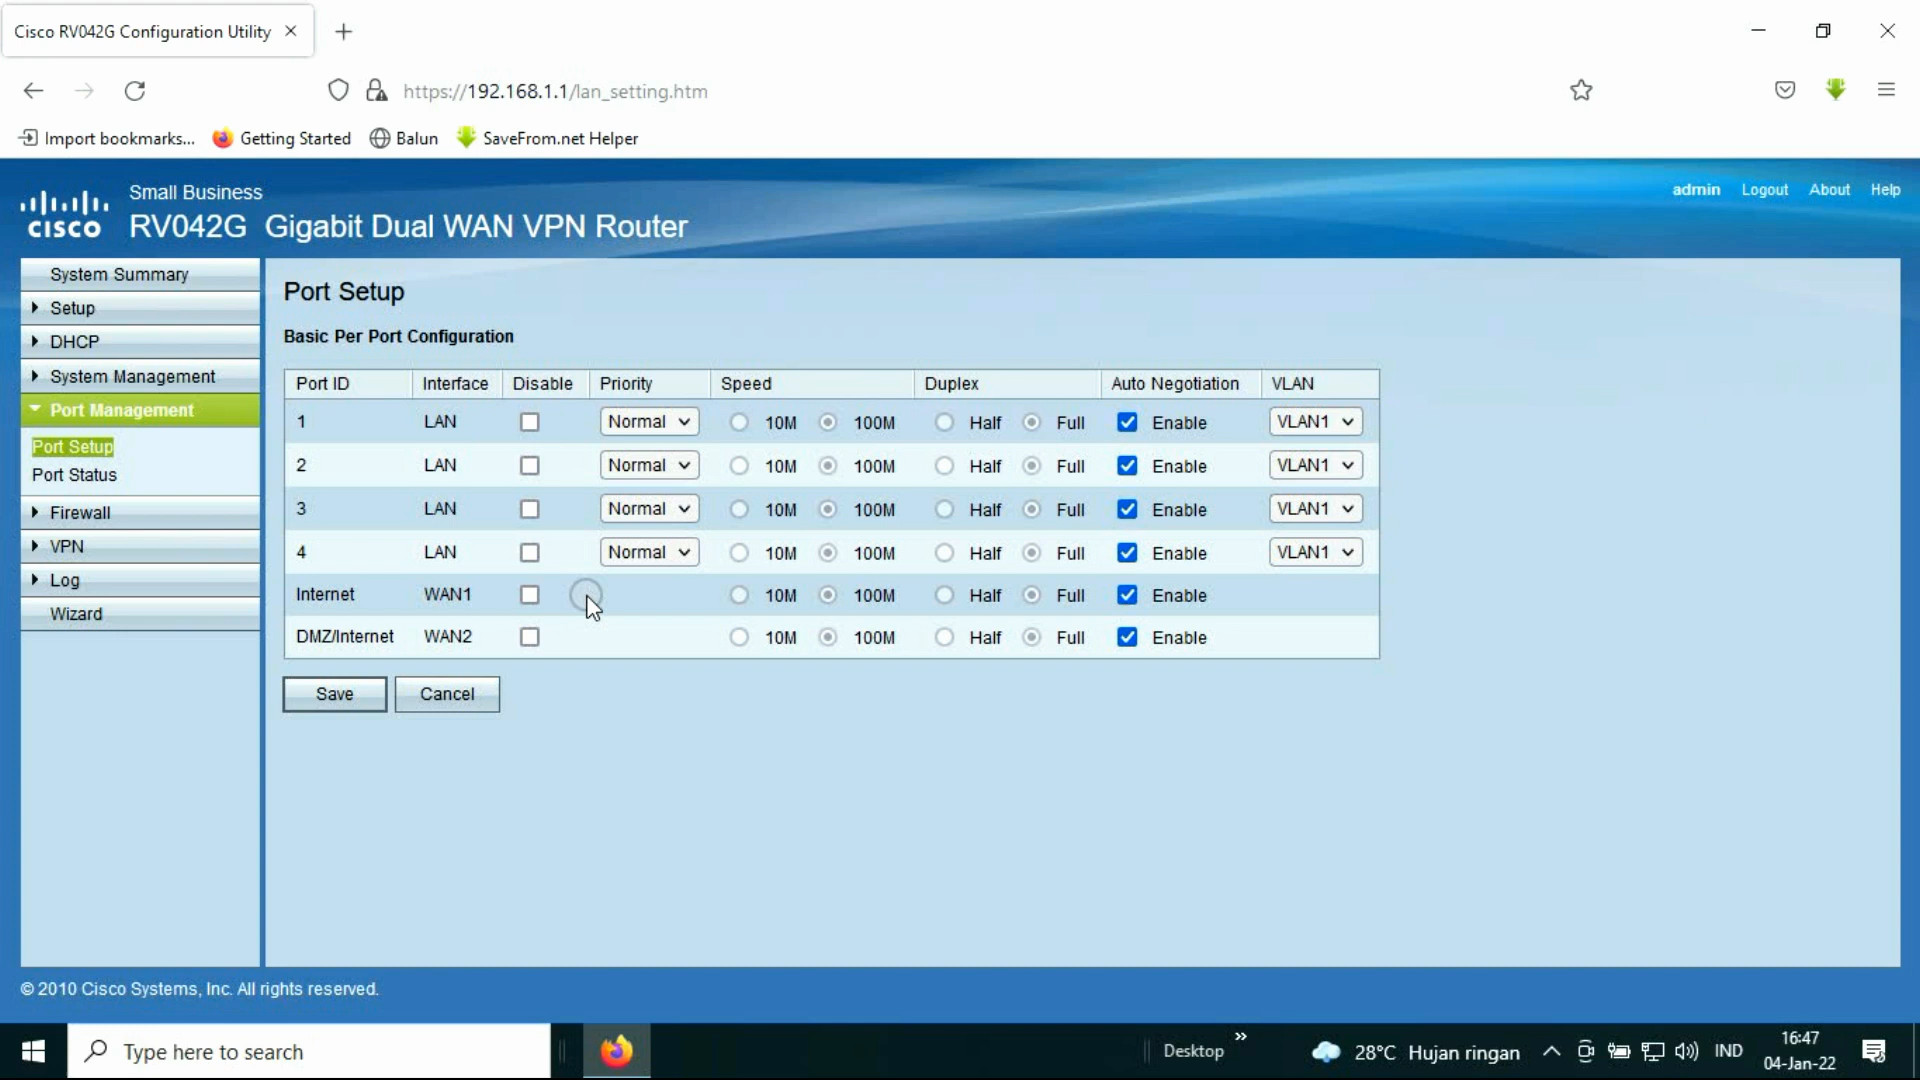 Cisco RV042G Configuration Utility
https://192.168.1.1/lan_setting.htm
Import bookmarks... Getting Started Balun SaveFrom.net Helper
cisco
Small Business
RV042G Gigabit Dual WAN VPN Router
admin Logout About Help
System Summary
Setup
DHCP
System Management
Port Management
Port Setup
Port Status
Firewall
VPN
Log
Wizard
Port Setup
Basic Per Port Configuration
Port ID Interface Disable Priority Speed Duplex Auto Negotiation VLAN
1 LAN Normal 10M 100M Half Full Enable VLAN1
2 LAN Normal 10M 100M Half Full Enable VLAN1
3 LAN Normal 10M 100M Half Full Enable VLAN1
4 LAN Normal 10M 100M Half Full Enable VLAN1
Internet WAN1 10M 100M Half Full Enable
DMZ/Internet WAN2 10M 100M Half Full Enable
Save Cancel
© 2010 Cisco Systems, Inc. All rights reserved.
Type here to search
Desktop
28°C Hujan ringan
IND
16:47
04-Jan-22